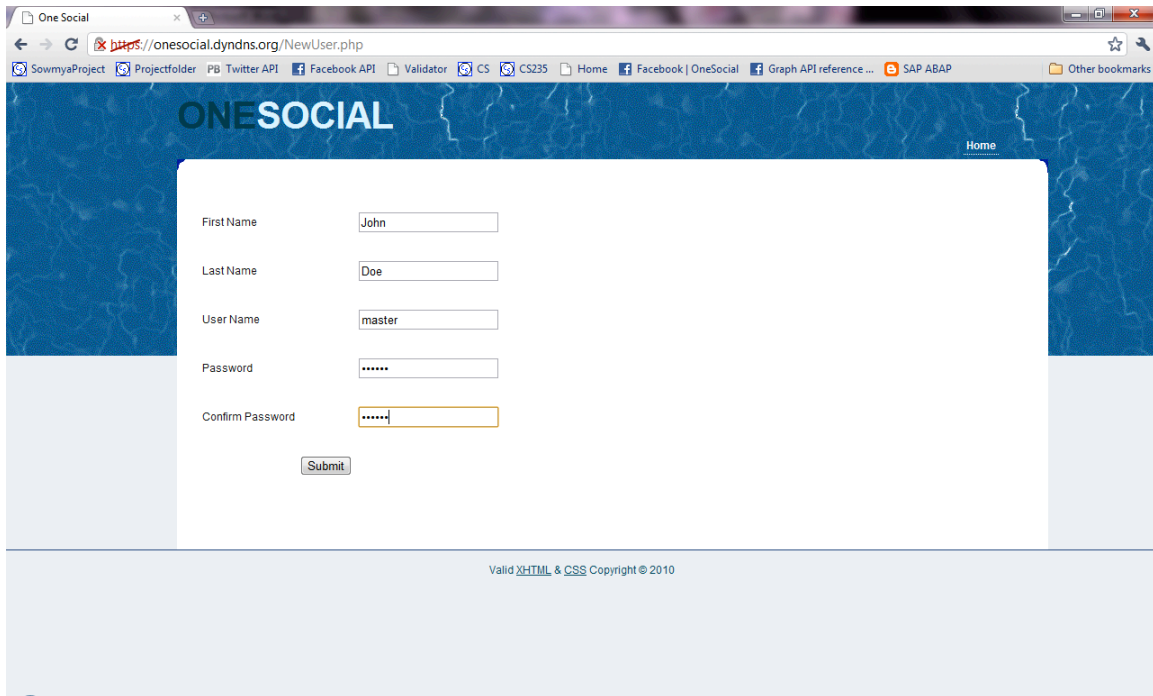 One Social
https://onesocial.dyndns.org/NewUser.php
SowmyaProject Projectfolder PB Twitter API Facebook API Validator CS CS235 Home Facebook | OneSocial Graph API reference ... SAP ABAP Other bookmarks
ONESOCIAL
Home
First Name John
Last Name Doe
User Name master
Password ••••••
Confirm Password ••••••
Submit
Valid XHTML & CSS Copyright © 2010